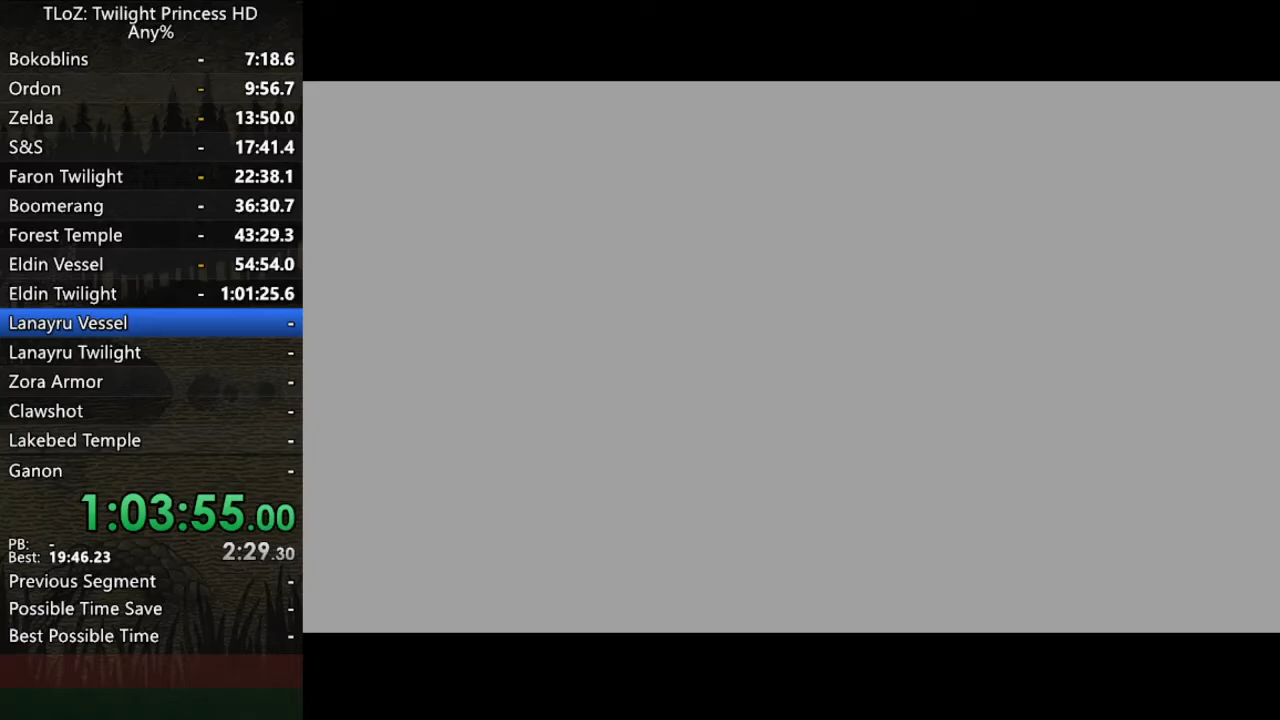 TLoZ: Twilight Princess HD
Any%
Bokoblins - 7:18.6
Ordon - 9:56.7
Zelda - 13:50.0
S&S - 17:41.4
Faron Twilight - 22:38.1
Boomerang - 36:30.7
Forest Temple - 43:29.3
Eldin Vessel - 54:54.0
Eldin Twilight - 1:01:25.6
Lanayru Vessel -
Lanayru Twilight -
Zora Armor -
Clawshot -
Lakebed Temple -
Ganon -
1:03:55.00
PB: - 2:29.30
Best: 19:46.23
Previous Segment -
Possible Time Save -
Best Possible Time -